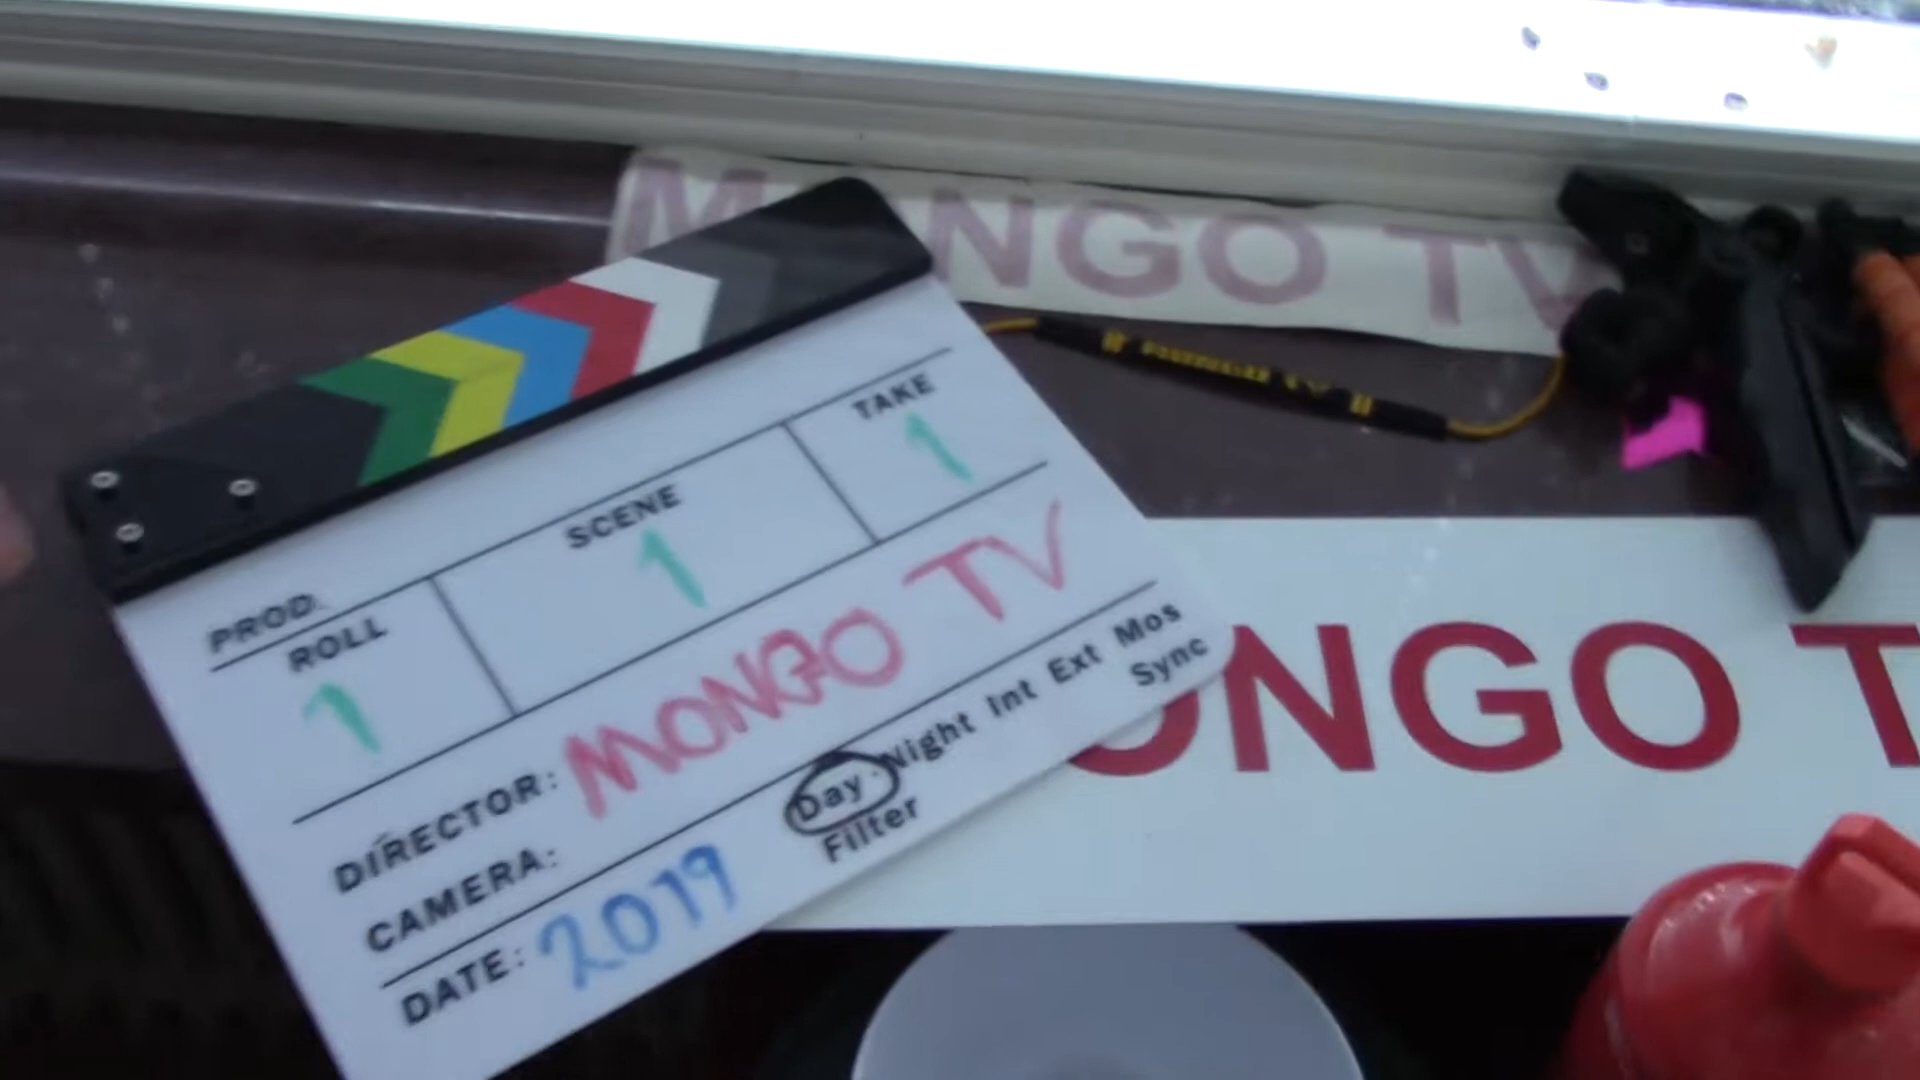 MONGO TV
PROD.
ROLL SCENE TAKE
1 1 1
DIRECTOR: MONGO TV
CAMERA:
DATE: 2019
Day Night Int Ext Mos
Filter Sync
ONGO T